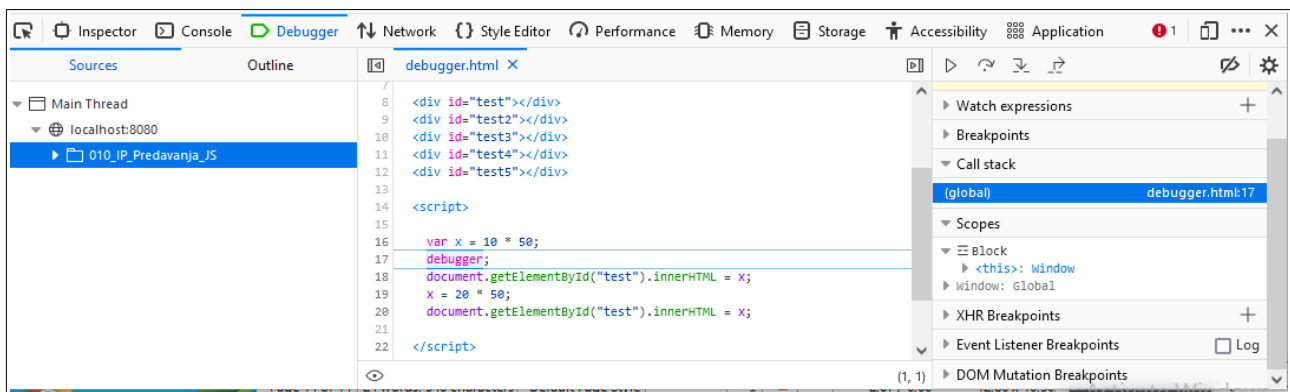 Inspector Console Debugger Network {} Style Editor Performance Memory Storage Accessibility Application 1
Sources Outline debugger.html
Main Thread
localhost:8080
010_IP_Predavanja_JS
7
8 <div id="test"></div>
9 <div id="test2"></div>
10 <div id="test3"></div>
11 <div id="test4"></div>
12 <div id="test5"></div>
13
14 <script>
15
16 var x = 10 * 50;
17 debugger;
18 document.getElementById("test").innerHTML = x;
19 x = 20 * 50;
20 document.getElementById("test").innerHTML = x;
21
22 </script>
(1, 1)
Watch expressions
Breakpoints
Call stack
(global) debugger.html:17
Scopes
Block
<this>: Window
Window: Global
XHR Breakpoints
Event Listener Breakpoints Log
DOM Mutation Breakpoints